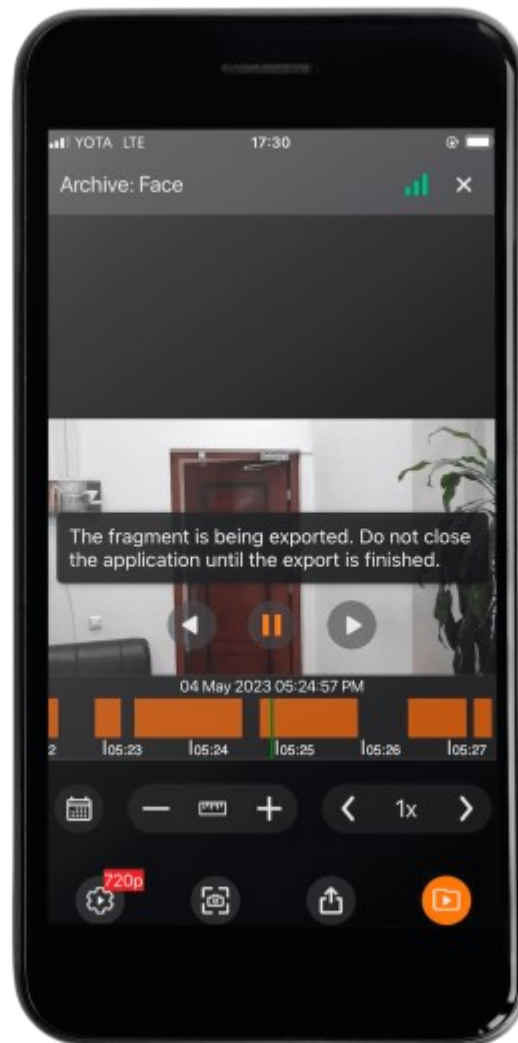 YOTA LTE 17:30
Archive: Face
The fragment is being exported. Do not close
the application until the export is finished.
04 May 2023 05:24:57 PM
2 05:23 05:24 05:25 05:26 05:27
1x
720p